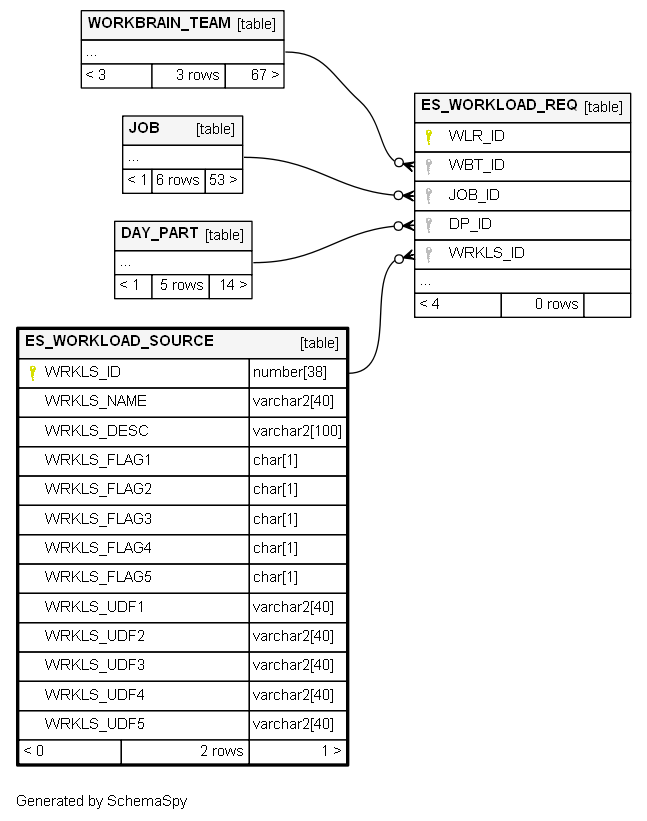 WORKBRAIN_TEAM [table]
...
< 3 3 rows 67 >
ES_WORKLOAD_REQ [table]
WLR_ID
WBT_ID
JOB_ID
DP_ID
WRKLS_ID
...
< 4 0 rows
JOB [table]
...
< 1 6 rows 53 >
DAY_PART [table]
...
< 1 5 rows 14 >
ES_WORKLOAD_SOURCE [table]
WRKLS_ID number[38]
WRKLS_NAME varchar2[40]
WRKLS_DESC varchar2[100]
WRKLS_FLAG1 char[1]
WRKLS_FLAG2 char[1]
WRKLS_FLAG3 char[1]
WRKLS_FLAG4 char[1]
WRKLS_FLAG5 char[1]
WRKLS_UDF1 varchar2[40]
WRKLS_UDF2 varchar2[40]
WRKLS_UDF3 varchar2[40]
WRKLS_UDF4 varchar2[40]
WRKLS_UDF5 varchar2[40]
< 0 2 rows 1 >
Generated by SchemaSpy